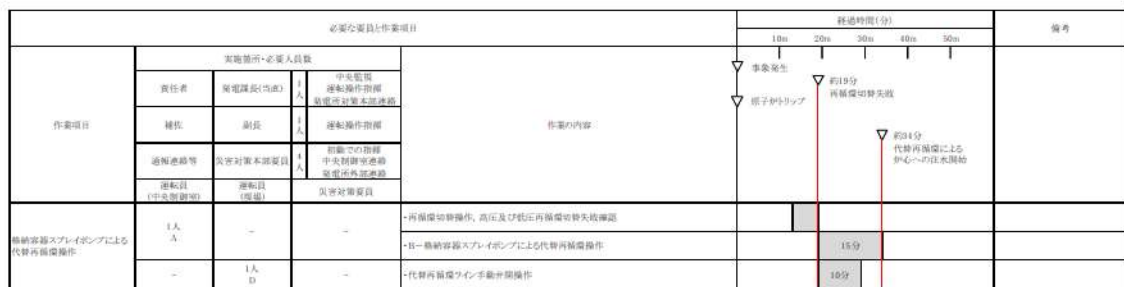 必要な要員と作業項目
経過時間(分)
備考
10m 20m 30m 40m 50m
作業項目
実施箇所・必要人員数
作業の内容
責任者
発電課長(当直)
1人
中央監視
運転操作指揮
発電所対策本部連絡
補佐
副長
1人
運転操作指揮
通報連絡等
災害対策本部要員
4人
初動での指揮
中央制御室連絡
発電所外部連絡
運転員
(中央制御室)
運転員
(現場)
災害対策要員
▽ 事象発生
▽ 原子炉トリップ
▽ 約19分
再循環切替失敗
▽ 約34分
代替再循環による
炉心への注水開始
格納容器スプレイポンプによる
代替再循環操作
1人
A
-
-
・再循環切替操作、高圧及び低圧再循環切替失敗確認
・B-格納容器スプレイポンプによる代替再循環操作
15分
-
1人
D
-
・代替再循環ライン手動弁開操作
10分